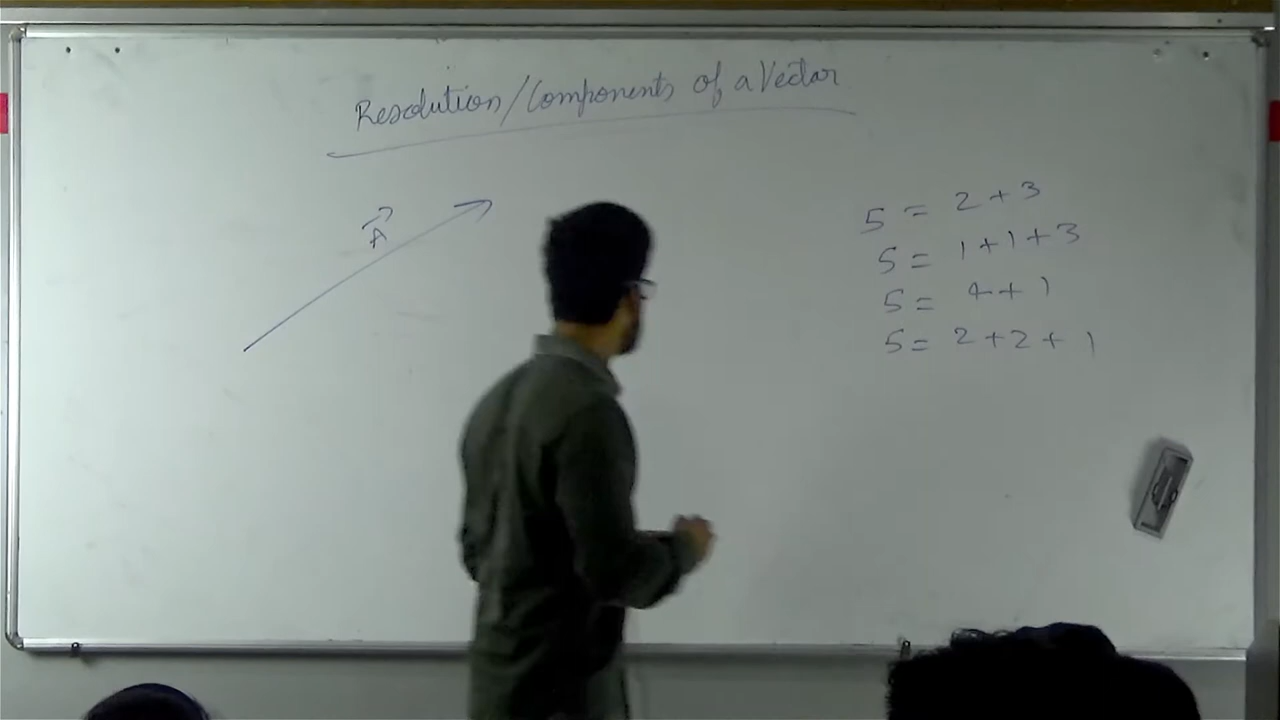 Resolution/Components of a Vector
A
5 = 2 + 3
5 = 1 + 1 + 3
5 = 4 + 1
5 = 2 + 2 + 1